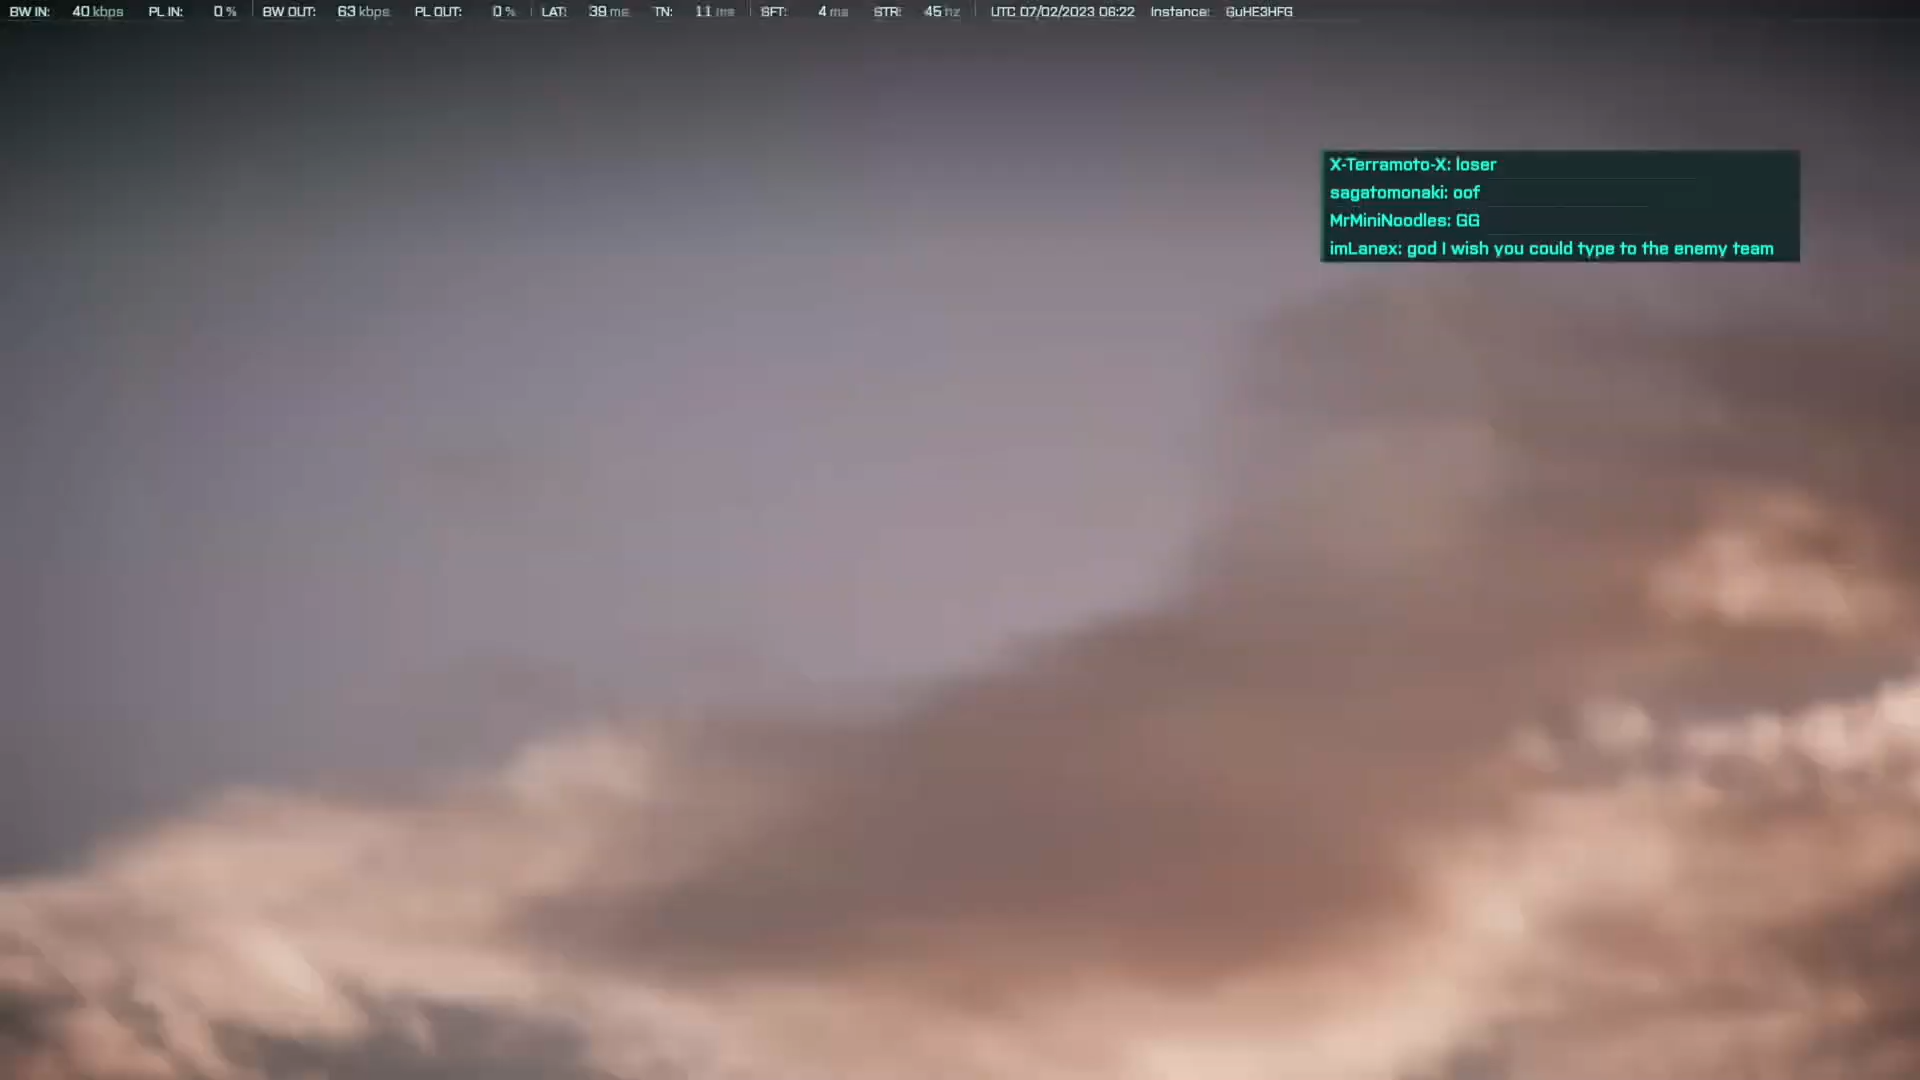 BW IN: 40 kbps PL IN: 0 % BW OUT: 63 kbps PL OUT: 0 % LAT: 39 ms TN: 11 ms SFT: 4 ms STR: 45 hz UTC 07/02/2023 06:22 Instance: GuHE3HFG
X-Terramoto-X: loser
sagatomonaki: oof
MrMiniNoodles: GG
imLanex: god I wish you could type to the enemy team